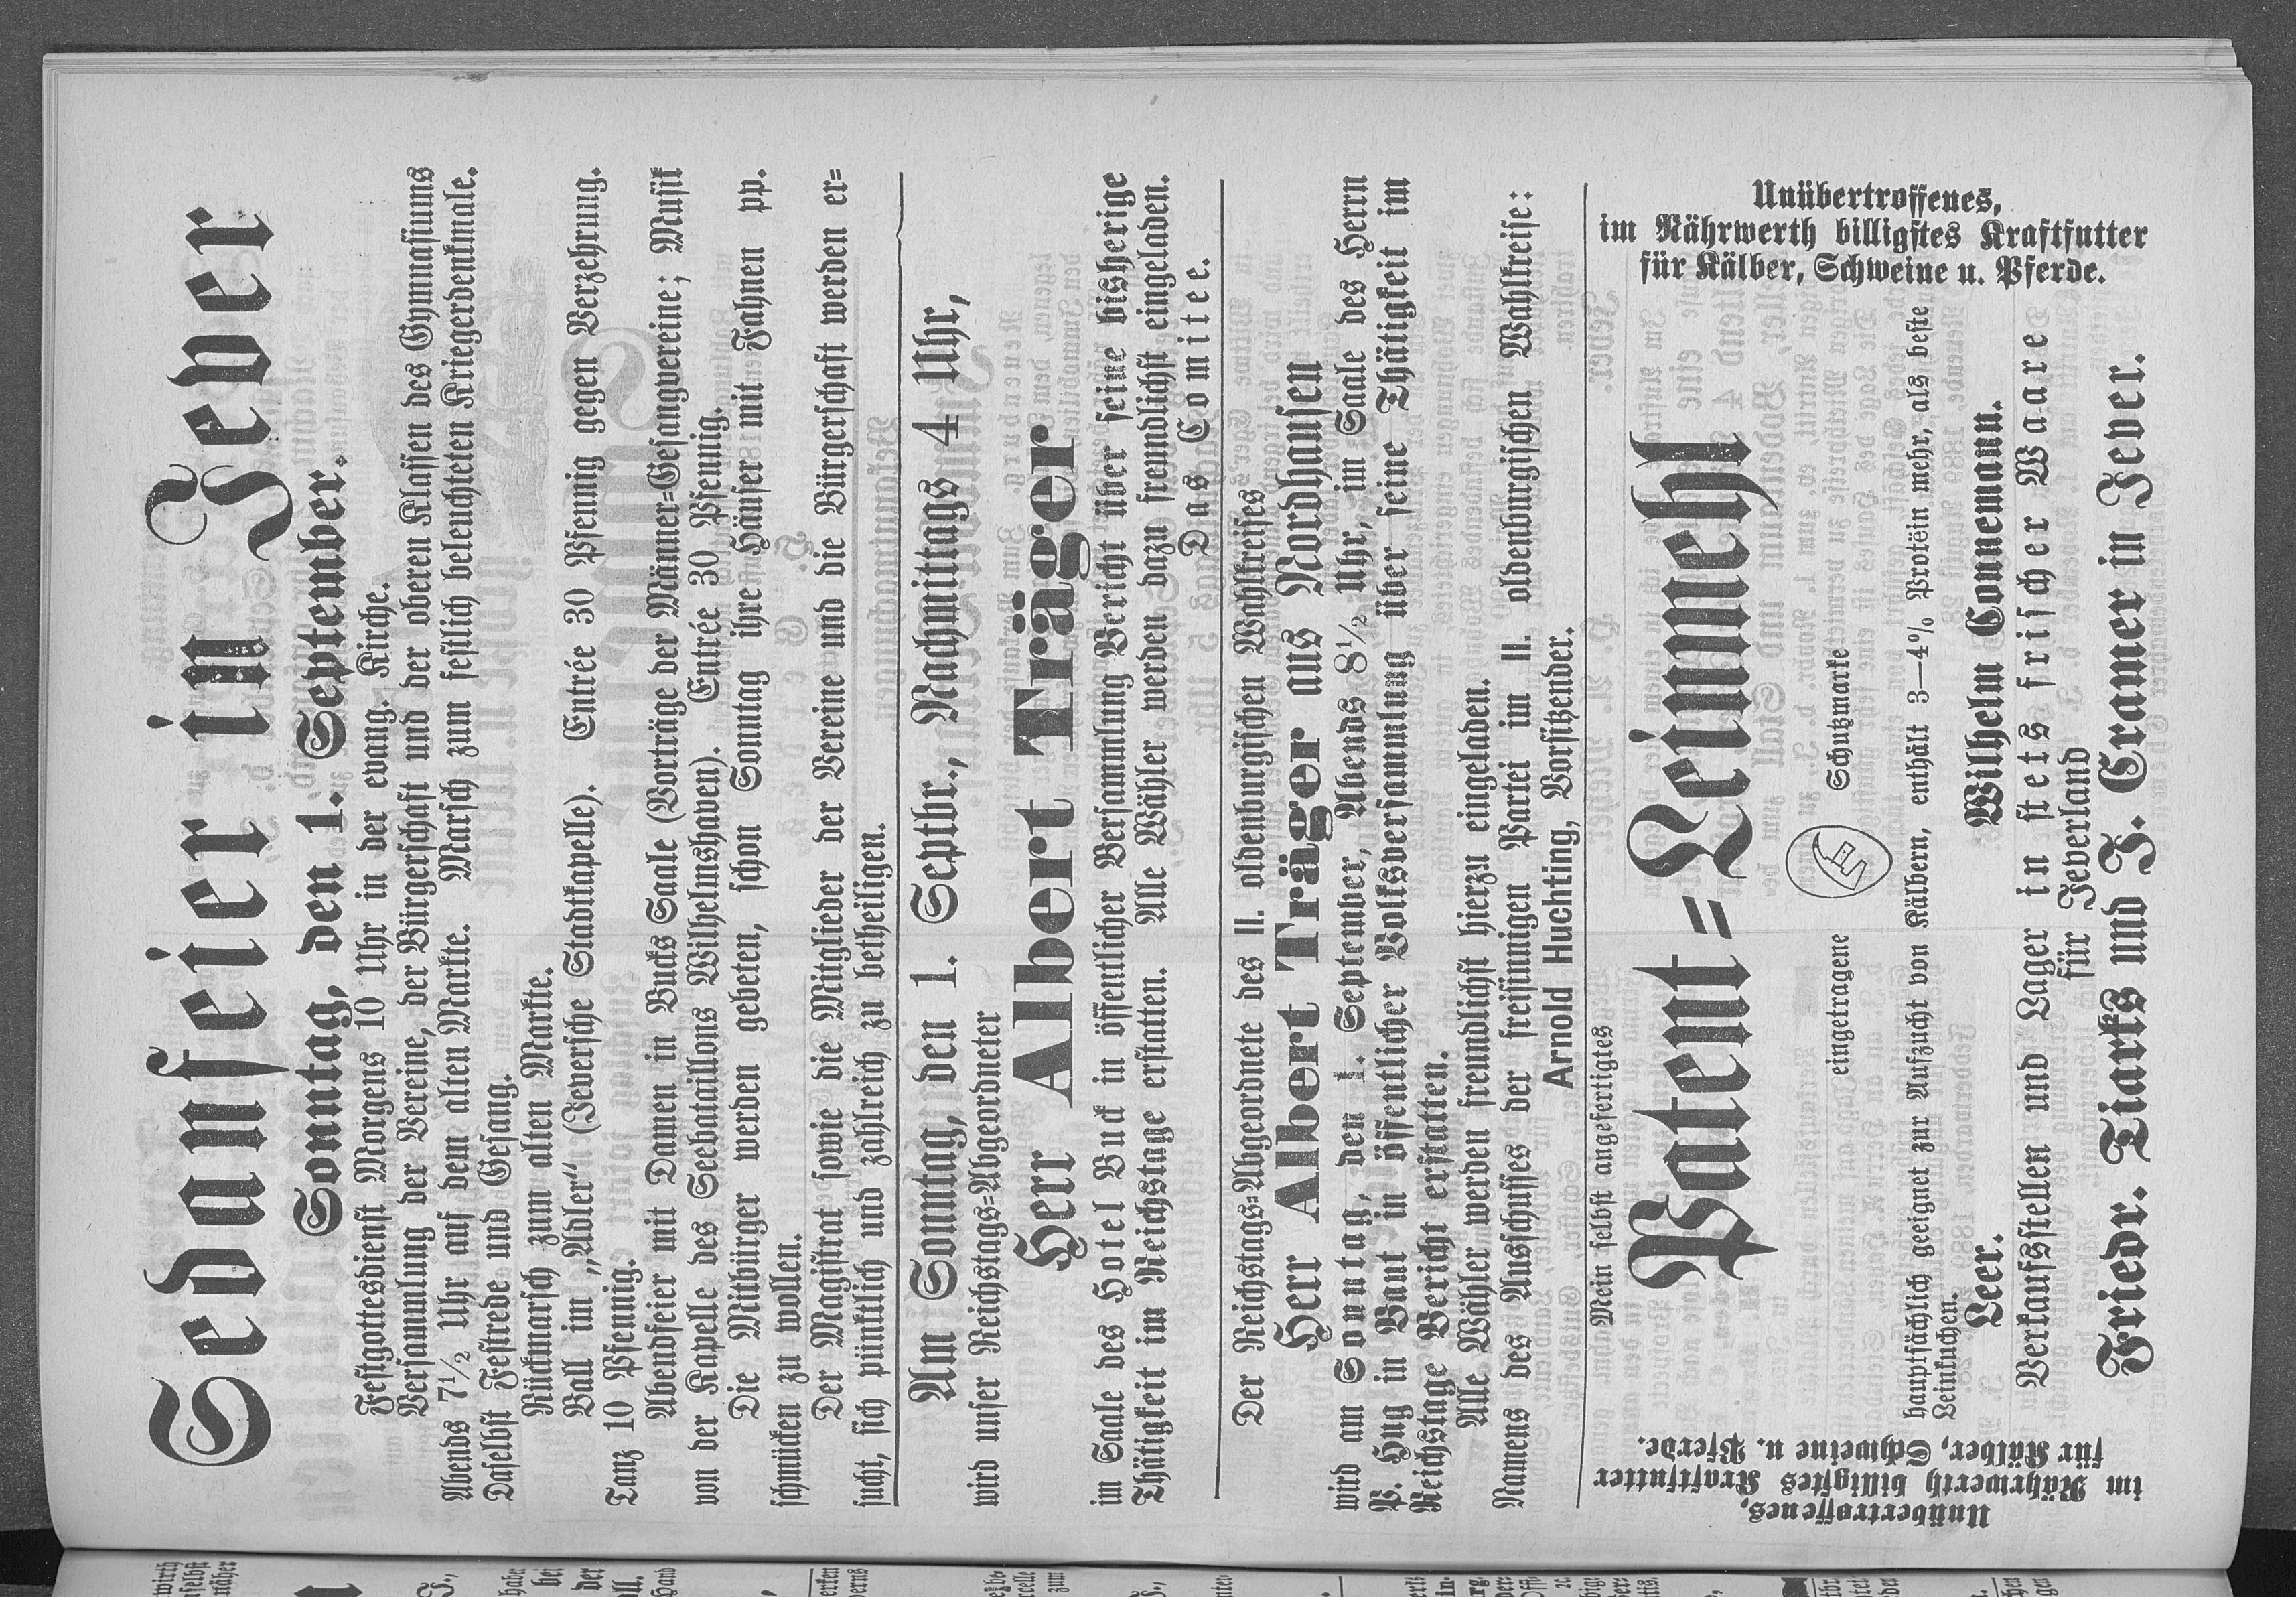 Sedanfeier in Jever
Sonntag, den 1. September.
Festgottesdienst Morgens 10 Uhr in der evang. Kirche.
Versammlung der Vereine, der Bürgerschaft und der oberen Klassen des Gymnasiums
Abends 7½ Uhr auf dem alten Markte. Marsch zum festlich beleuchteten Kriegerdenkmale.
Daselbst Festrede und Gesang.
Rückmarsch zum alten Markte.
Ball im „Adler“ (Jeversche Stadtkapelle). Entrée 30 Pfennig gegen Verzehrung.
Tanz 10 Pfennig.
Abendfeier mit Damen in Bucks Saale (Vorträge der Männer=Gesangvereine; Musik
von der Kapelle des Seebataillons Wilhelmshaven). Entrée 30 Pfennig.
Die Mitbürger werden gebeten, schon Sonntag ihre Häuser mit Fahnen pp.
schmücken zu wollen.
Der Magistrat sowie die Mitglieder der Vereine und die Bürgerschaft werden er=
sucht, sich pünktlich und zahlreich zu betheiligen.
Am Sonntag, den 1. Septbr., Nachmittags 4 Uhr,
wird unser Reichstags=Abgeordneter
Herr Albert Träger
im Saale des Hotel Buck in öffentlicher Versammlung Bericht über seine bisherige
Thätigkeit im Reichstage erstatten. Alle Wähler werden dazu freundlichst eingeladen.
Das Comitee.
Der Reichstags=Abgeordnete des II. oldenburgischen Wahlkreises
Herr Albert Träger aus Nordhausen
wird am Sonntag, den 1. September, Abends 8½ Uhr, im Saale des Herrn
P. Hug in Bant in öffentlicher Volksversammlung über seine Thätigkeit im
Reichstage Bericht erstatten.
Alle Wähler werden freundlichst hierzu eingeladen.
Namens des Ausschusses der freisinnigen Partei im II. oldenburgischen Wahlkreise:
Arnold Huchting, Vorsitzender.
Unübertroffenes,
im Nährwerth billigstes Kraftfutter
für Kälber, Schweine u. Pferde.
Mein selbst angefertigtes
Patent=Leinmehl
eingetragene Schutzmarke
hauptsächlich geeignet zur Aufzucht von Kälbern, enthält 3—4% Protëin mehr, als beste
Leinkuchen.
Leer. Wilhelm Connemann.
Verkaufsstellen und Lager in stets frischer Waare
für Jeverland
Friedr. Tiarks und J. Cramer in Jever.
Unübertroffenes,
im Nährwerth billigstes Kraftfutter
für Kälber, Schweine u. Pferde.